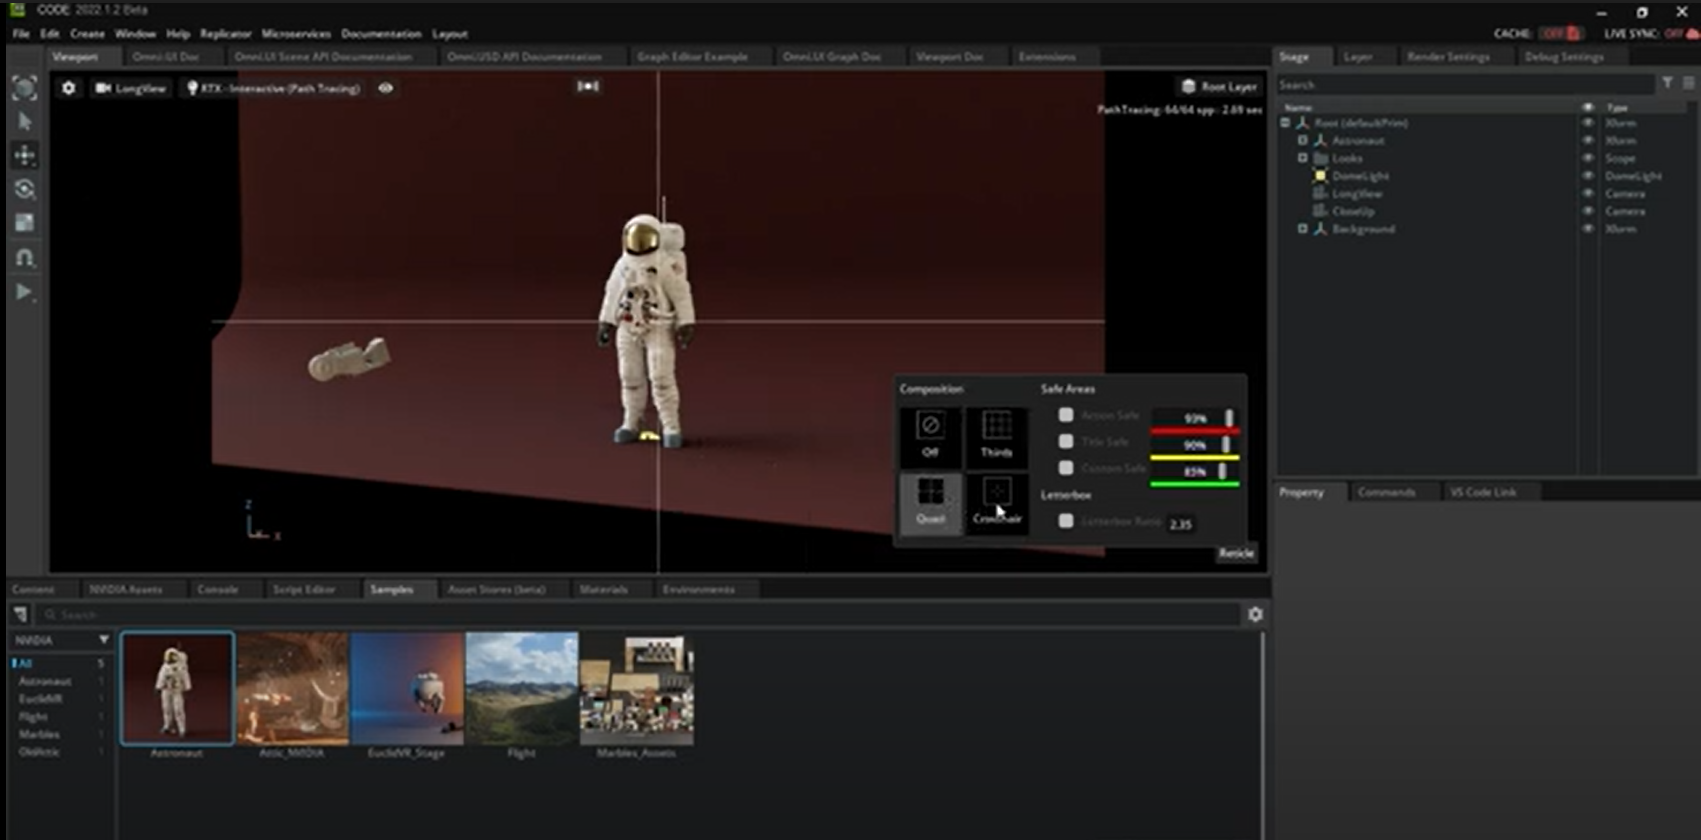 CODE 2022.1.2 Beta
File Edit Create Window Help Replicator Microservices Documentation Layout
CACHE: OFF LIVE SYNC: OFF
Viewport Omni.UI Doc Omni.UI Scene API Documentation Omni.USD API Documentation Graph Editor Example Omni.UI Graph Doc Viewport Doc Extensions
LongView RTX - Interactive (Path Tracing)
Root Layer
PathTracing: 64/64 spp: 2.69 sec
Composition Safe Areas
Off Thirds
Quad Crosshair
Action Safe 93%
Title Safe 90%
Custom Safe 85%
Letterbox
Letterbox Ratio 2.35
Reticle
Z
X
Stage Layer Render Settings Debug Settings
Search
Name Type
Root (defaultPrim) Xform
Astronaut Xform
Looks Scope
DomeLight DomeLight
LongView Camera
CloseUp Camera
Background Xform
Property Commands VS Code Link
Content NVIDIA Assets Console Script Editor Samples Asset Stores (beta) Materials Environments
Search
NVIDIA
All 5
Astronaut 1
EuclidVR 1
Flight 1
Marbles 1
OldAttic 1
Astronaut Attic_NVIDIA EuclidVR_Stage Flight Marbles_Assets